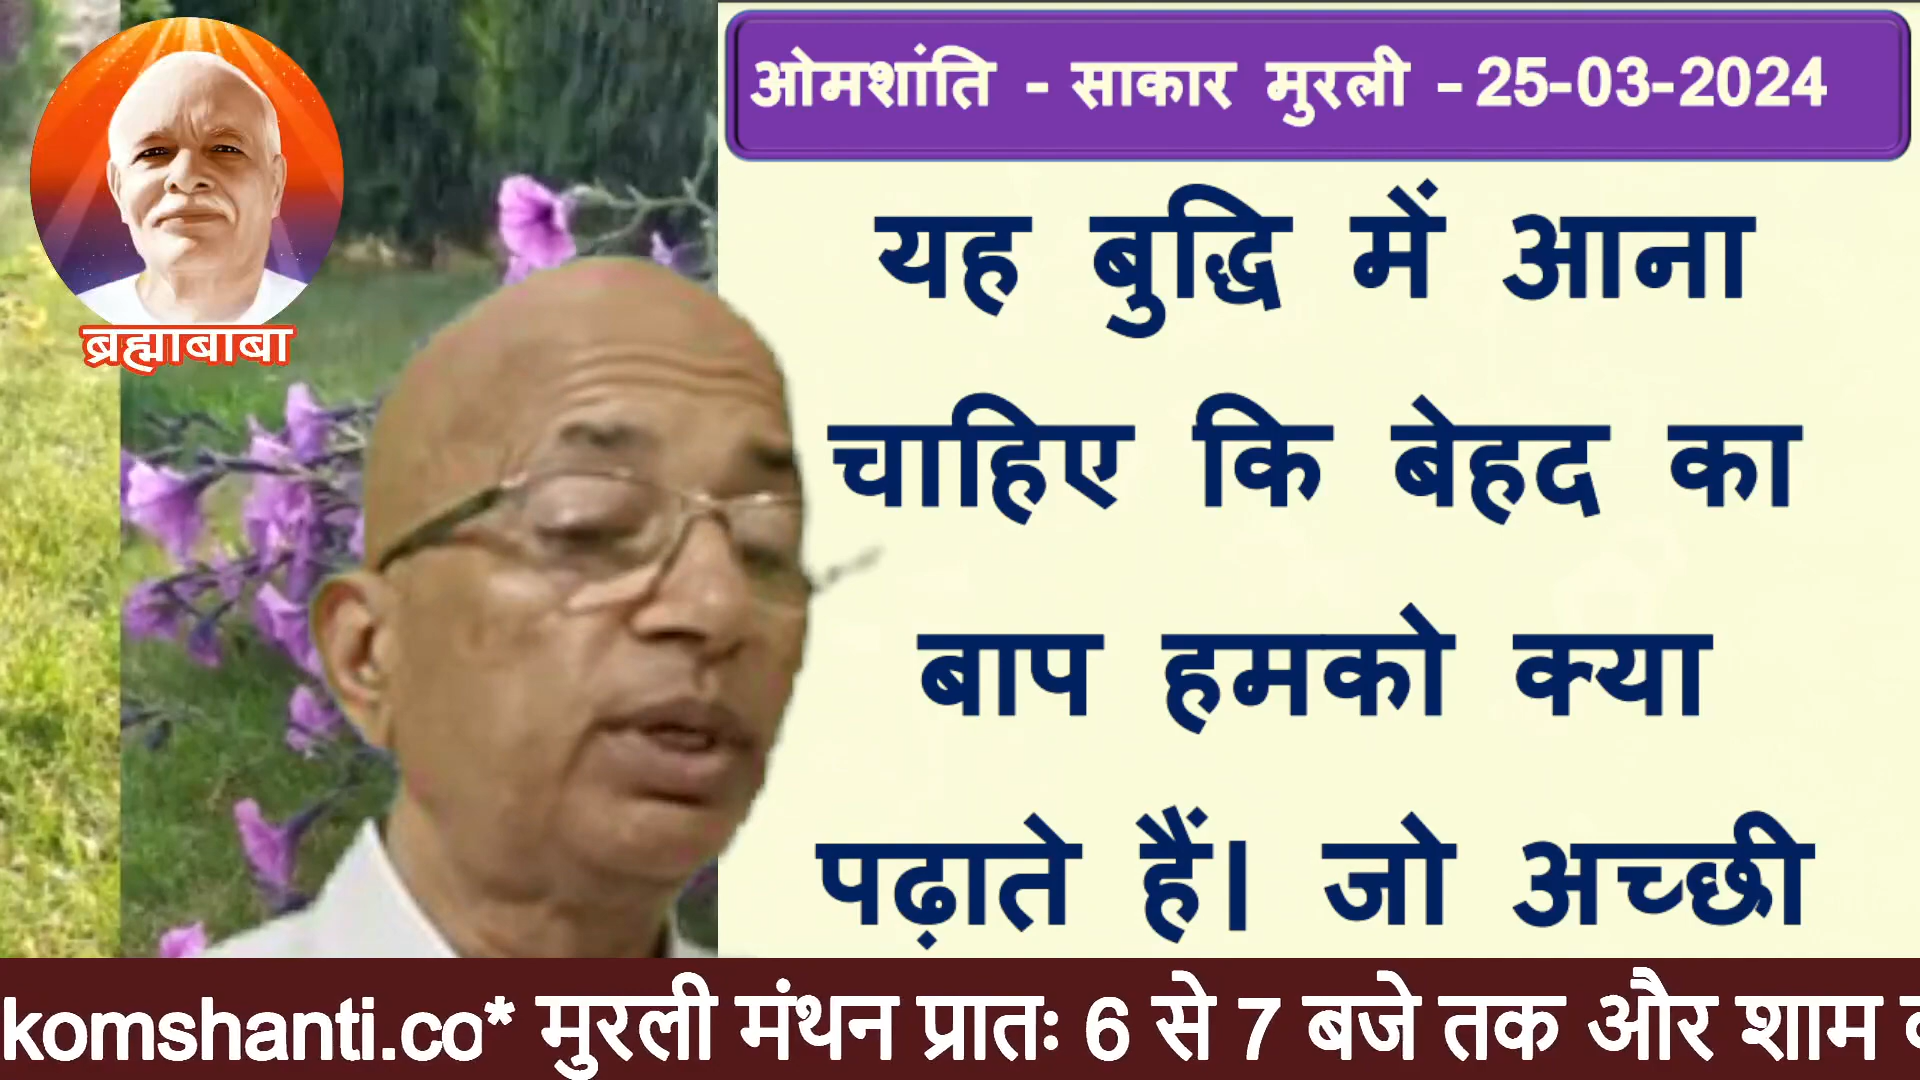 ओमशांति - साकार मुरली - 25-03-2024
ब्रह्माबाबा
यह बुद्धि में आना
चाहिए कि बेहद का
बाप हमको क्या
पढ़ाते हैं। जो अच्छी
komshanti.co* मुरली मंथन प्रातः 6 से 7 बजे तक और शाम